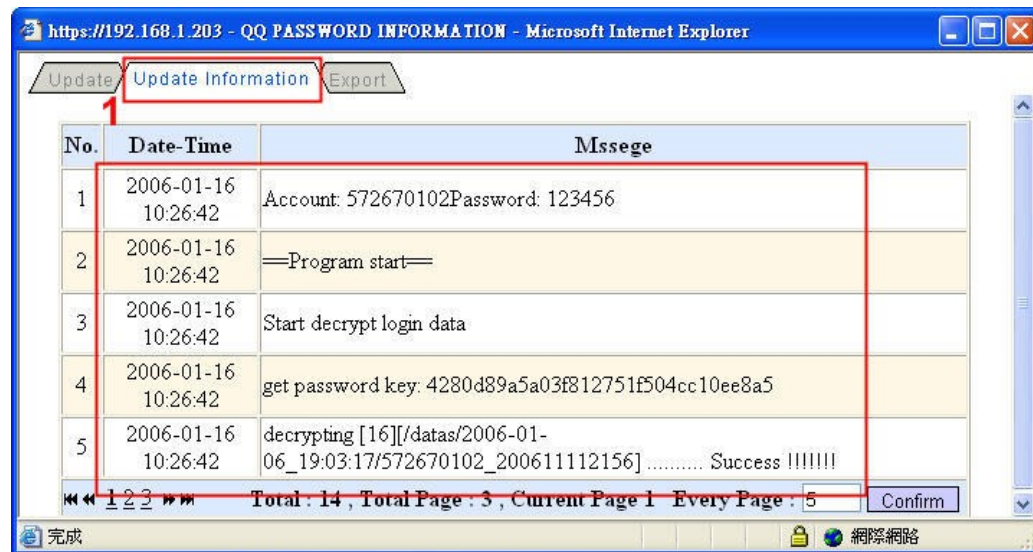 https://192.168.1.203 - QQ PASSWORD INFORMATION - Microsoft Internet Explorer
Update Update Information Export
1
No. Date-Time Mssege
1 2006-01-16 10:26:42 Account: 572670102Password: 123456
2 2006-01-16 10:26:42 ==Program start==
3 2006-01-16 10:26:42 Start decrypt login data
4 2006-01-16 10:26:42 get password key: 4280d89a5a03f812751f504cc10ee8a5
5 2006-01-16 10:26:42 decrypting [16][/datas/2006-01-
06_19:03:17/572670102_200611112156] .......... Success !!!!!!!
1 2 3 Total : 14 , Total Page : 3 , Current Page 1 Every Page : 5 Confirm
完成 網際網路